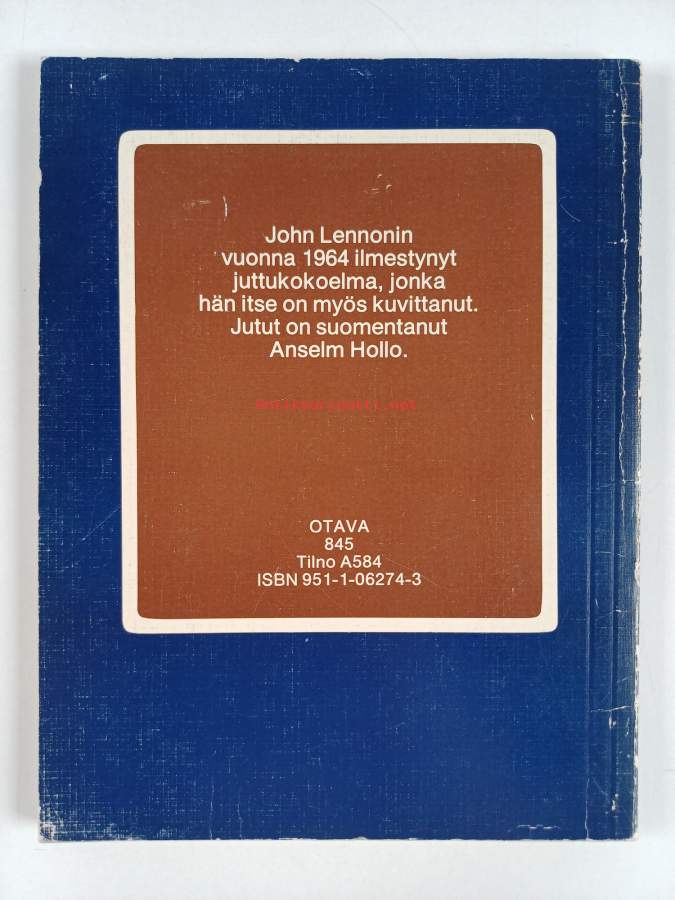 John Lennonin
vuonna 1964 ilmestynyt
juttukokoelma, jonka
hän itse on myös kuvittanut.
Jutut on suomentanut
Anselm Hollo.
OTAVA
845
Tilno A584
ISBN 951-1-06274-3